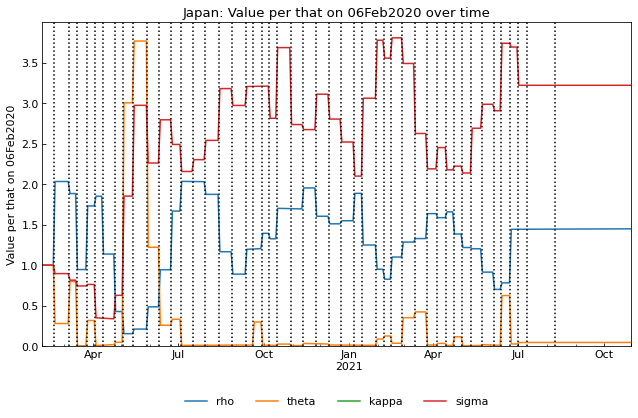 Japan: Value per that on 06Feb2020 over time
Value per that on 06Feb2020
3.5
3.0
2.5
2.0
1.5
1.0
0.5
0.0
Apr Jul Oct Jan Apr Jul Oct
2021
rho theta kappa sigma